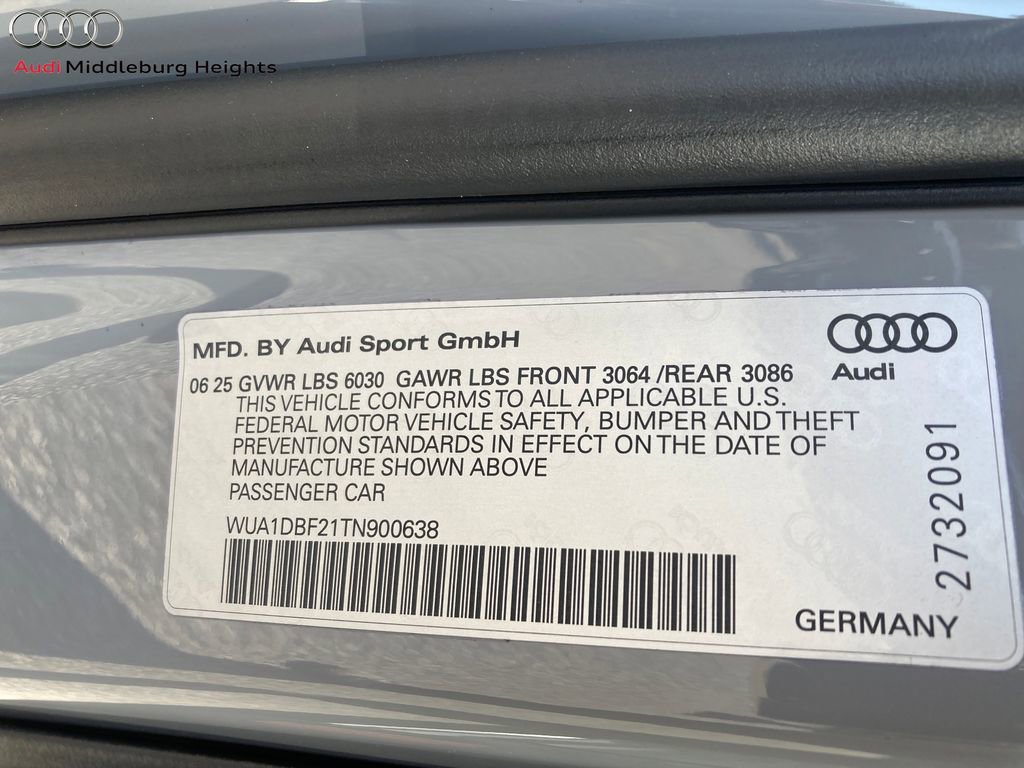 Audi Middleburg Heights
MFD. BY Audi Sport GmbH
Audi
06 25 GVWR LBS 6030 GAWR LBS FRONT 3064 /REAR 3086
THIS VEHICLE CONFORMS TO ALL APPLICABLE U.S.
FEDERAL MOTOR VEHICLE SAFETY, BUMPER AND THEFT
PREVENTION STANDARDS IN EFFECT ON THE DATE OF
MANUFACTURE SHOWN ABOVE
PASSENGER CAR
WUA1DBF21TN900638
2732091
GERMANY